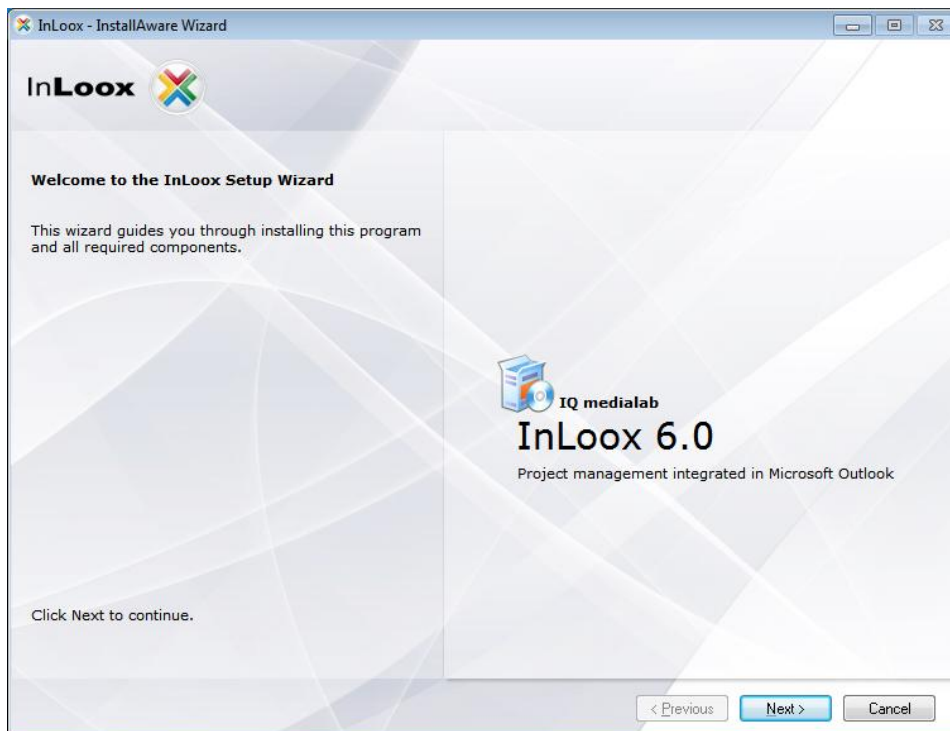 InLoox - InstallAware Wizard
InLoox
Welcome to the InLoox Setup Wizard
This wizard guides you through installing this program
and all required components.
IQ medialab
InLoox 6.0
Project management integrated in Microsoft Outlook
Click Next to continue.
< Previous
Next >
Cancel